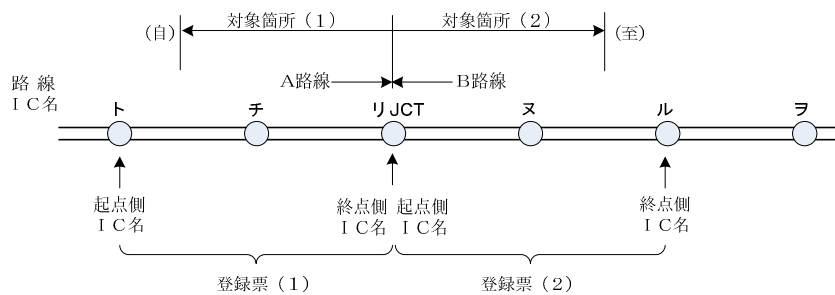 対象箇所（１） 対象箇所（２）
（自） （至）
Ａ路線 Ｂ路線
路 線
ＩＣ名
ト チ リJCT ヌ ル ヲ
起点側 終点側 起点側 終点側
ＩＣ名 ＩＣ名 ＩＣ名 ＩＣ名
登録票（１） 登録票（２）